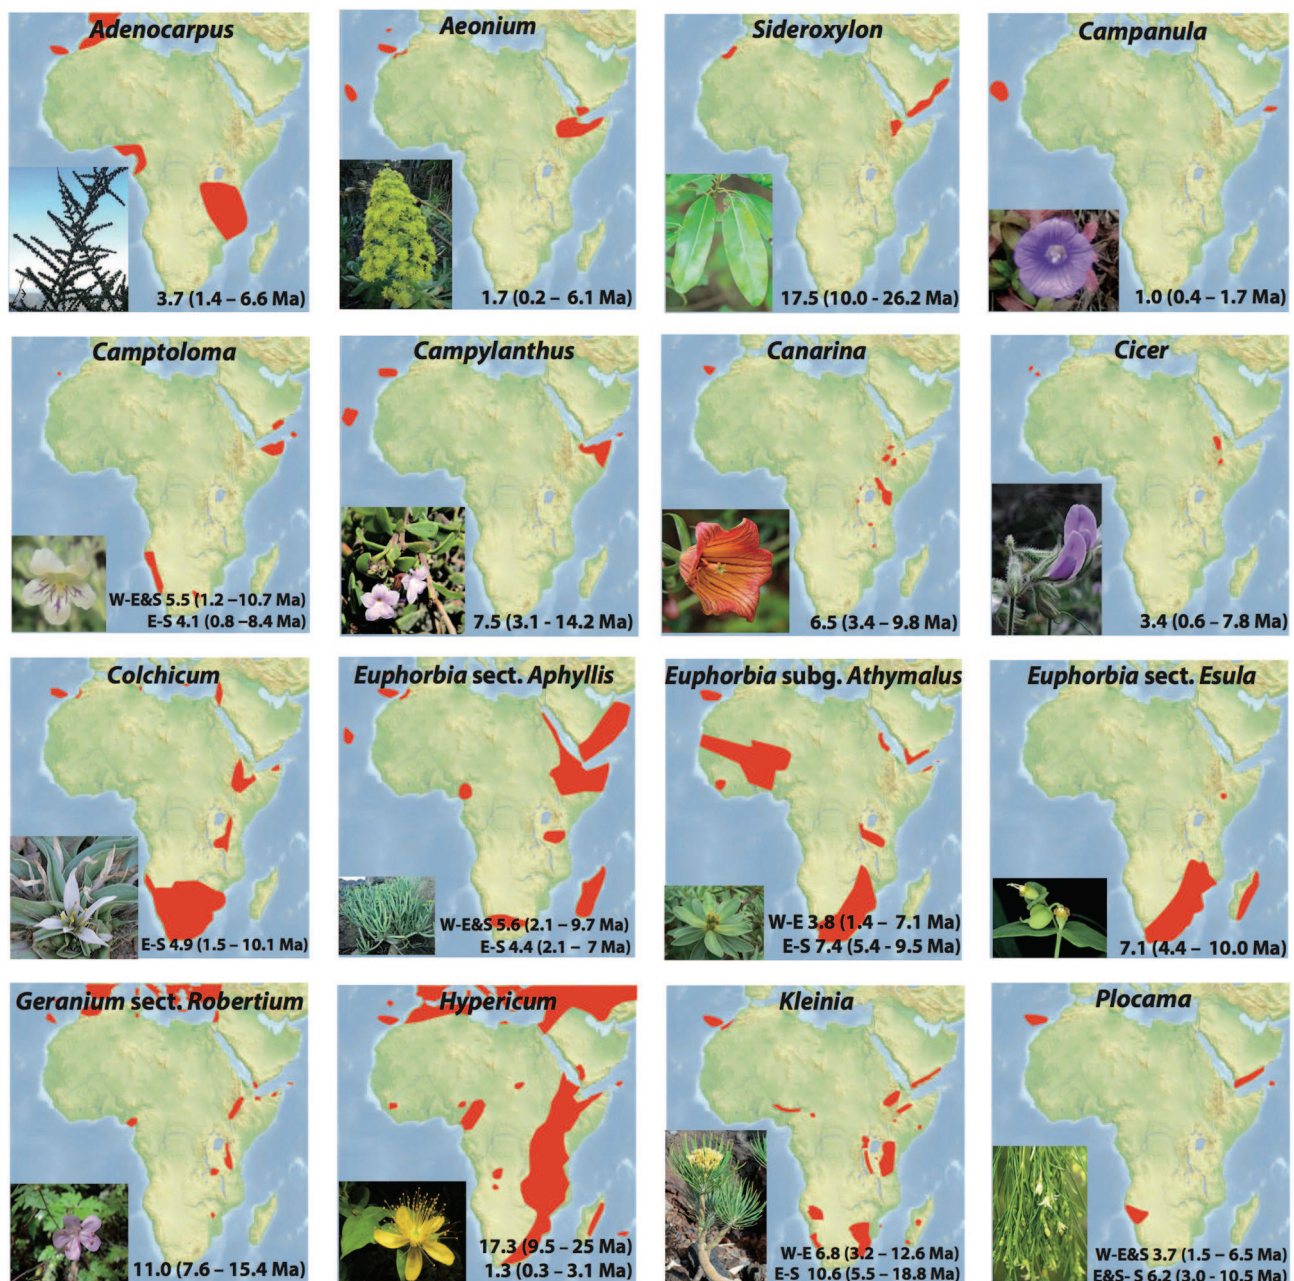 Adenocarpus
3.7 (1.4 – 6.6 Ma)
Aeonium
1.7 (0.2 – 6.1 Ma)
Sideroxylon
17.5 (10.0 - 26.2 Ma)
Campanula
1.0 (0.4 – 1.7 Ma)
Camptoloma
W-E&S 5.5 (1.2 –10.7 Ma)
E-S 4.1 (0.8 –8.4 Ma)
Campylanthus
7.5 (3.1 - 14.2 Ma)
Canarina
6.5 (3.4 – 9.8 Ma)
Cicer
3.4 (0.6 – 7.8 Ma)
Colchicum
E-S 4.9 (1.5 – 10.1 Ma)
Euphorbia sect. Aphyllis
W-E&S 5.6 (2.1 – 9.7 Ma)
E-S 4.4 (2.1 – 7 Ma)
Euphorbia subg. Athymalus
W-E 3.8 (1.4 – 7.1 Ma)
E-S 7.4 (5.4 - 9.5 Ma)
Euphorbia sect. Esula
7.1 (4.4 – 10.0 Ma)
Geranium sect. Robertium
11.0 (7.6 – 15.4 Ma)
Hypericum
17.3 (9.5 – 25 Ma)
1.3 (0.3 – 3.1 Ma)
Kleinia
W-E 6.8 (3.2 – 12.6 Ma)
E-S 10.6 (5.5 – 18.8 Ma)
Plocama
W-E&S 3.7 (1.5 – 6.5 Ma)
E&S- S 6.2 (3.0 - 10.5 Ma)